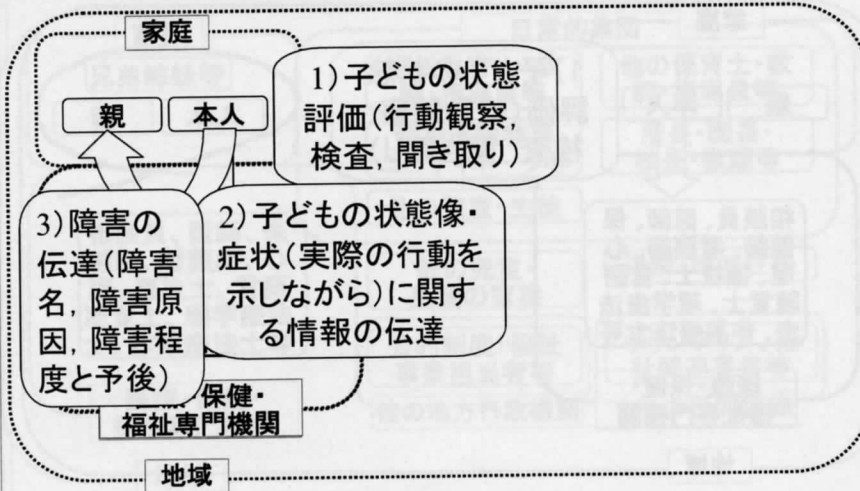 家庭
親
本人
1) 子どもの状態
評価(行動観察,
検査, 聞き取り)
3) 障害の
伝達(障害
名, 障害原
因, 障害程
度と予後)
2) 子どもの状態像・
症状(実際の行動を
示しながら)に関す
る情報の伝達
・保健・
福祉専門機関
地域